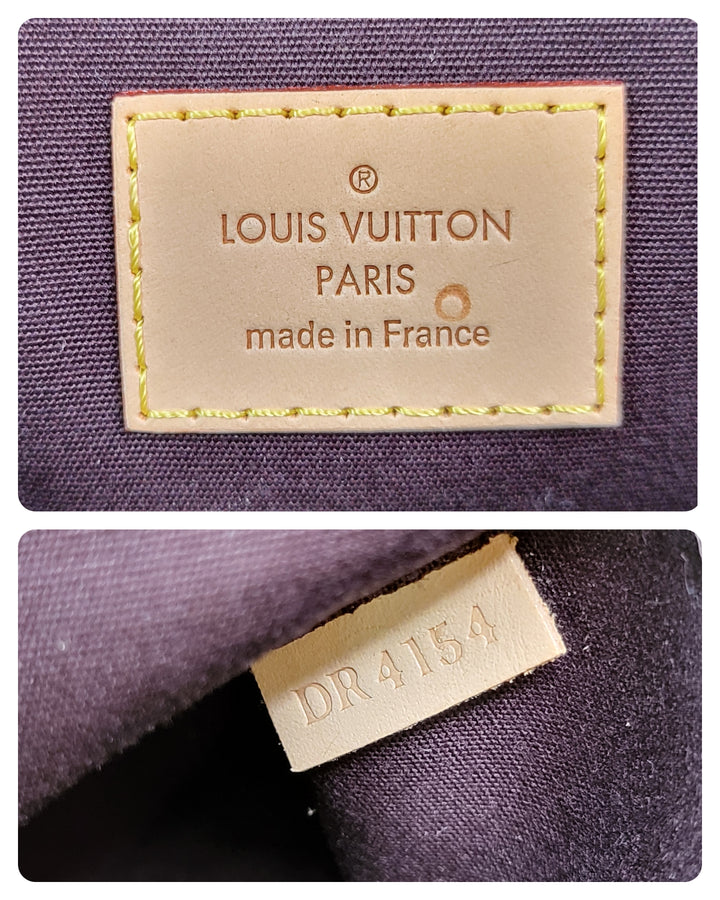 ®
LOUIS VUITTON
PARIS
made in France
DR4154